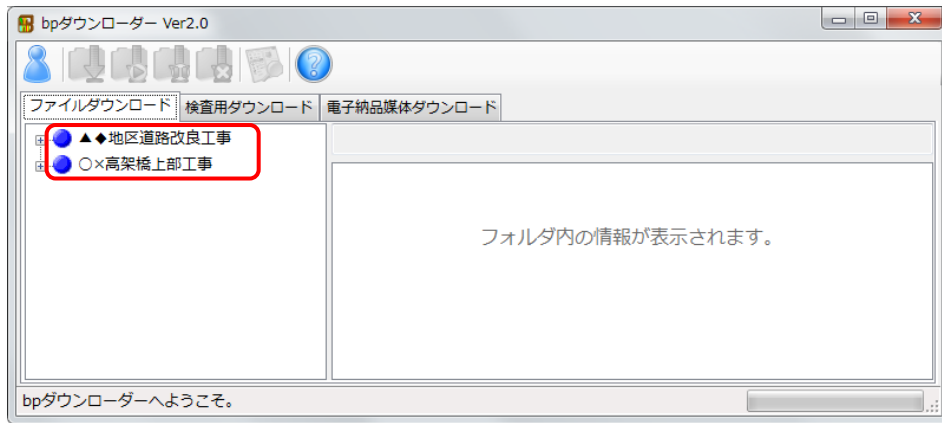 bpダウンローダー Ver2.0
ファイルダウンロード 検査用ダウンロード 電子納品媒体ダウンロード
▲◆地区道路改良工事
○×高架橋上部工事
フォルダ内の情報が表示されます。
bpダウンローダーへようこそ。